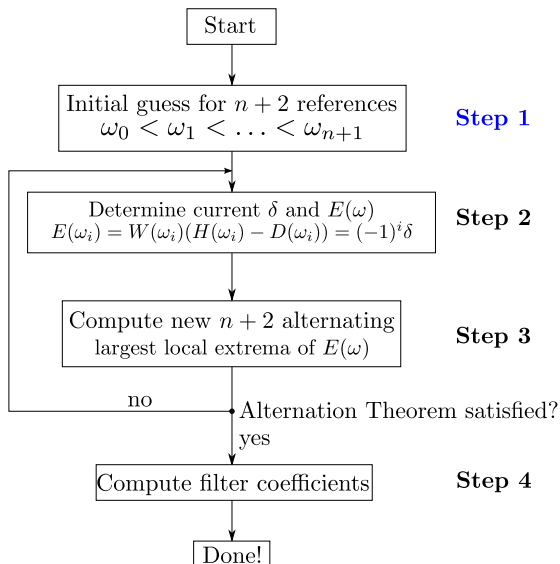 Start
Initial guess for n + 2 references
ω₀ < ω₁ < … < ωₙ₊₁
Step 1
Determine current δ and E(ω)
E(ωᵢ) = W(ωᵢ)(H(ωᵢ) − D(ωᵢ)) = (−1)ⁱδ
Step 2
Compute new n + 2 alternating
largest local extrema of E(ω)
Step 3
no
Alternation Theorem satisfied?
yes
Compute filter coefficients
Step 4
Done!